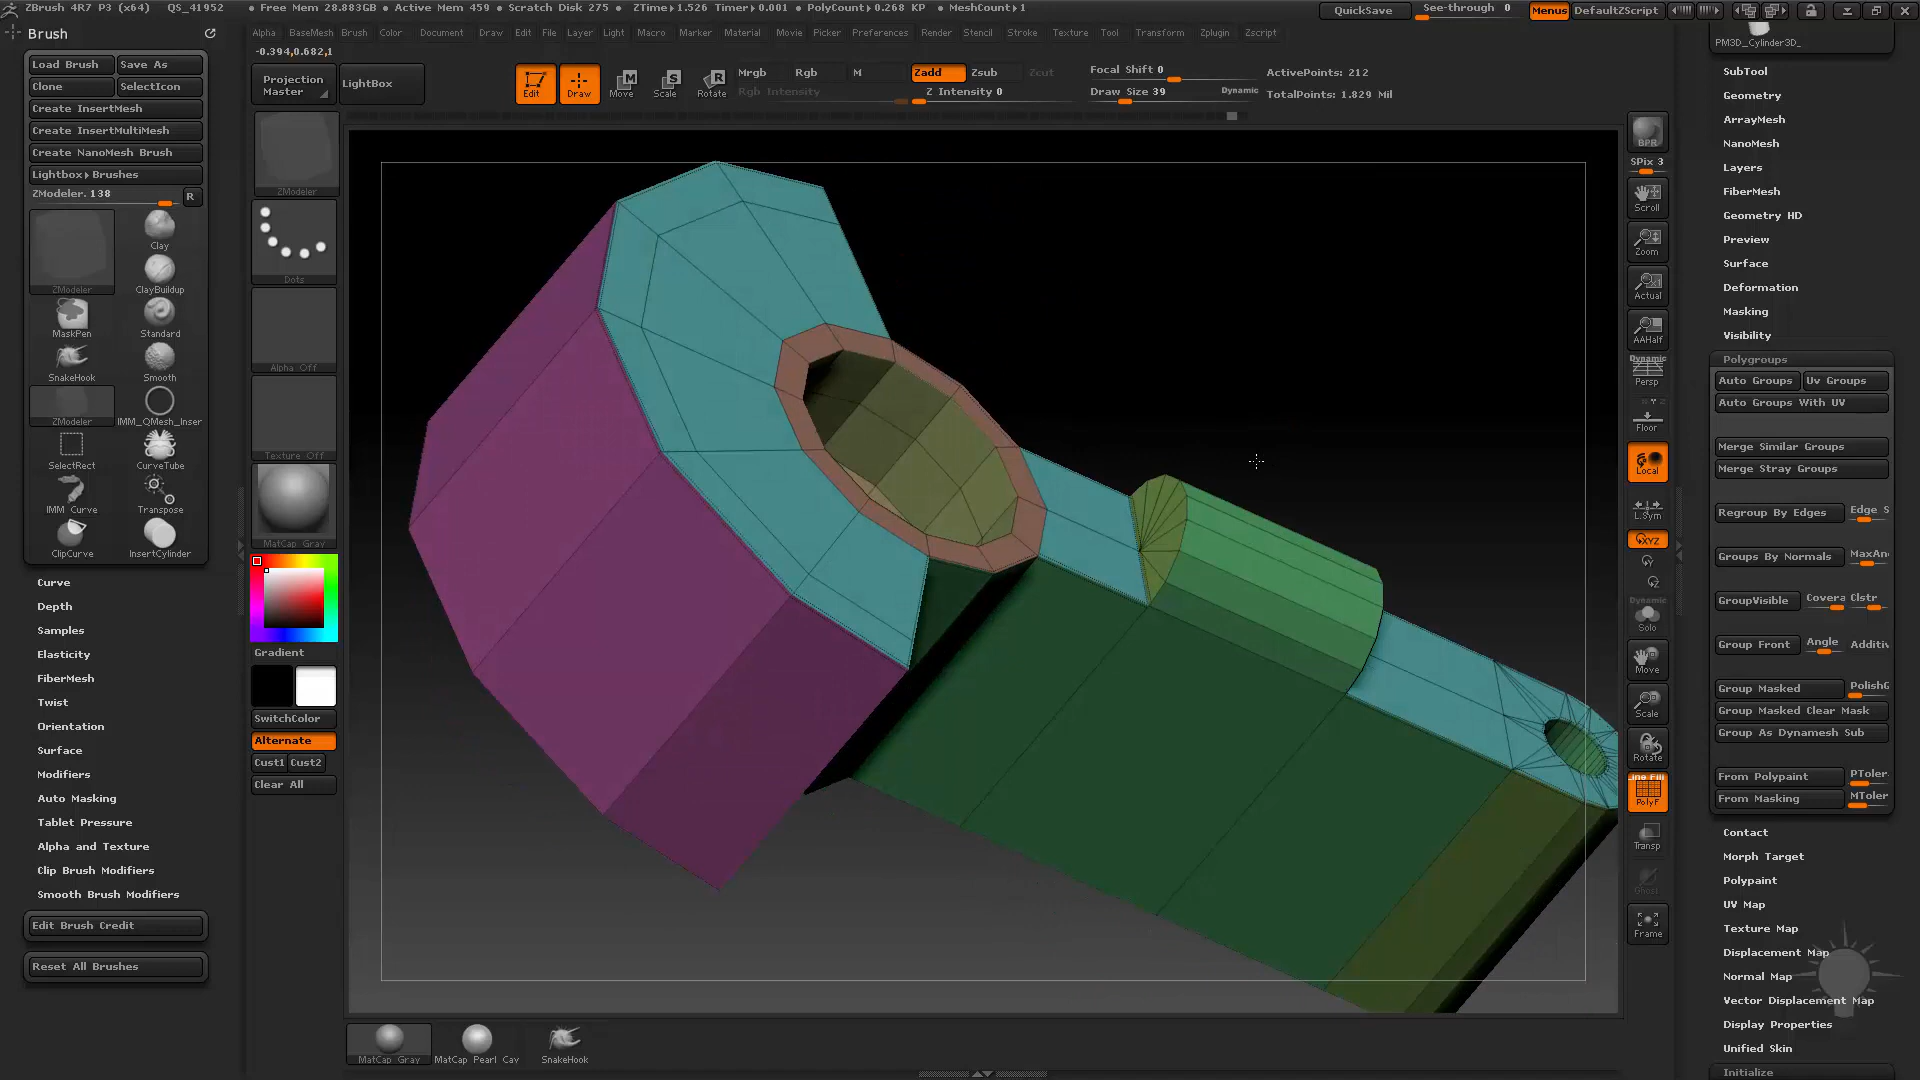 ZBrush 4R7 P3 (x64) QS_41952 • Free Mem 28.883GB • Active Mem 459 • Scratch Disk 275 • ZTime▸1.526 Timer▸0.001 • PolyCount▸0.268 KP • MeshCount▸1
QuickSave
See-through 0
Menus
DefaultZScript
Brush
Alpha BaseMesh Brush Color Document Draw Edit File Layer Light Macro Marker Material Movie Picker Preferences Render Stencil Stroke Texture Tool Transform Zplugin Zscript
-0.394,0.682,1
Load Brush
Save As
Clone
SelectIcon
Create InsertMesh
Create InsertMultiMesh
Create NanoMesh Brush
Lightbox▸Brushes
ZModeler. 138
R
ZModeler
Clay
ClayBuildup
MaskPen
Standard
SnakeHook
Smooth
ZModeler
IMM_QMesh_Inser
SelectRect
CurveTube
IMM Curve
Transpose
ClipCurve
InsertCylinder
Curve
Depth
Samples
Elasticity
FiberMesh
Twist
Orientation
Surface
Modifiers
Auto Masking
Tablet Pressure
Alpha and Texture
Clip Brush Modifiers
Smooth Brush Modifiers
Edit Brush Credit
Reset All Brushes
Projection Master
LightBox
Edit
Draw
Move
Scale
Rotate
Mrgb
Rgb
M
Rgb Intensity
Zadd
Zsub
Zcut
Z Intensity 0
Focal Shift 0
Draw Size 39
Dynamic
ActivePoints: 212
TotalPoints: 1.829 Mil
ZModeler
Dots
Alpha Off
Texture Off
MatCap Gray
Gradient
SwitchColor
Alternate
Cust1 Cust2
Clear All
MatCap Gray
MatCap Pearl Cav
SnakeHook
BPR
SPix 3
Scroll
Zoom
Actual
AAHalf
Dynamic
Persp
Floor
Local
L.Sym
XYZ
Dynamic
Solo
Move
Scale
Rotate
Line Fill
PolyF
Transp
Ghost
Frame
PM3D_Cylinder3D_
SubTool
Geometry
ArrayMesh
NanoMesh
Layers
FiberMesh
Geometry HD
Preview
Surface
Deformation
Masking
Visibility
Polygroups
Auto Groups
Uv Groups
Auto Groups With UV
Merge Similar Groups
Merge Stray Groups
Regroup By Edges
Edge S
Groups By Normals
MaxAn
GroupVisible
Covera
Clstr
Group Front
Angle
Additiv
Group Masked
PolishG
Group Masked Clear Mask
Group As Dynamesh Sub
From Polypaint
PToler
From Masking
MToler
Contact
Morph Target
Polypaint
UV Map
Texture Map
Displacement Map
Normal Map
Vector Displacement Map
Display Properties
Unified Skin
Initialize